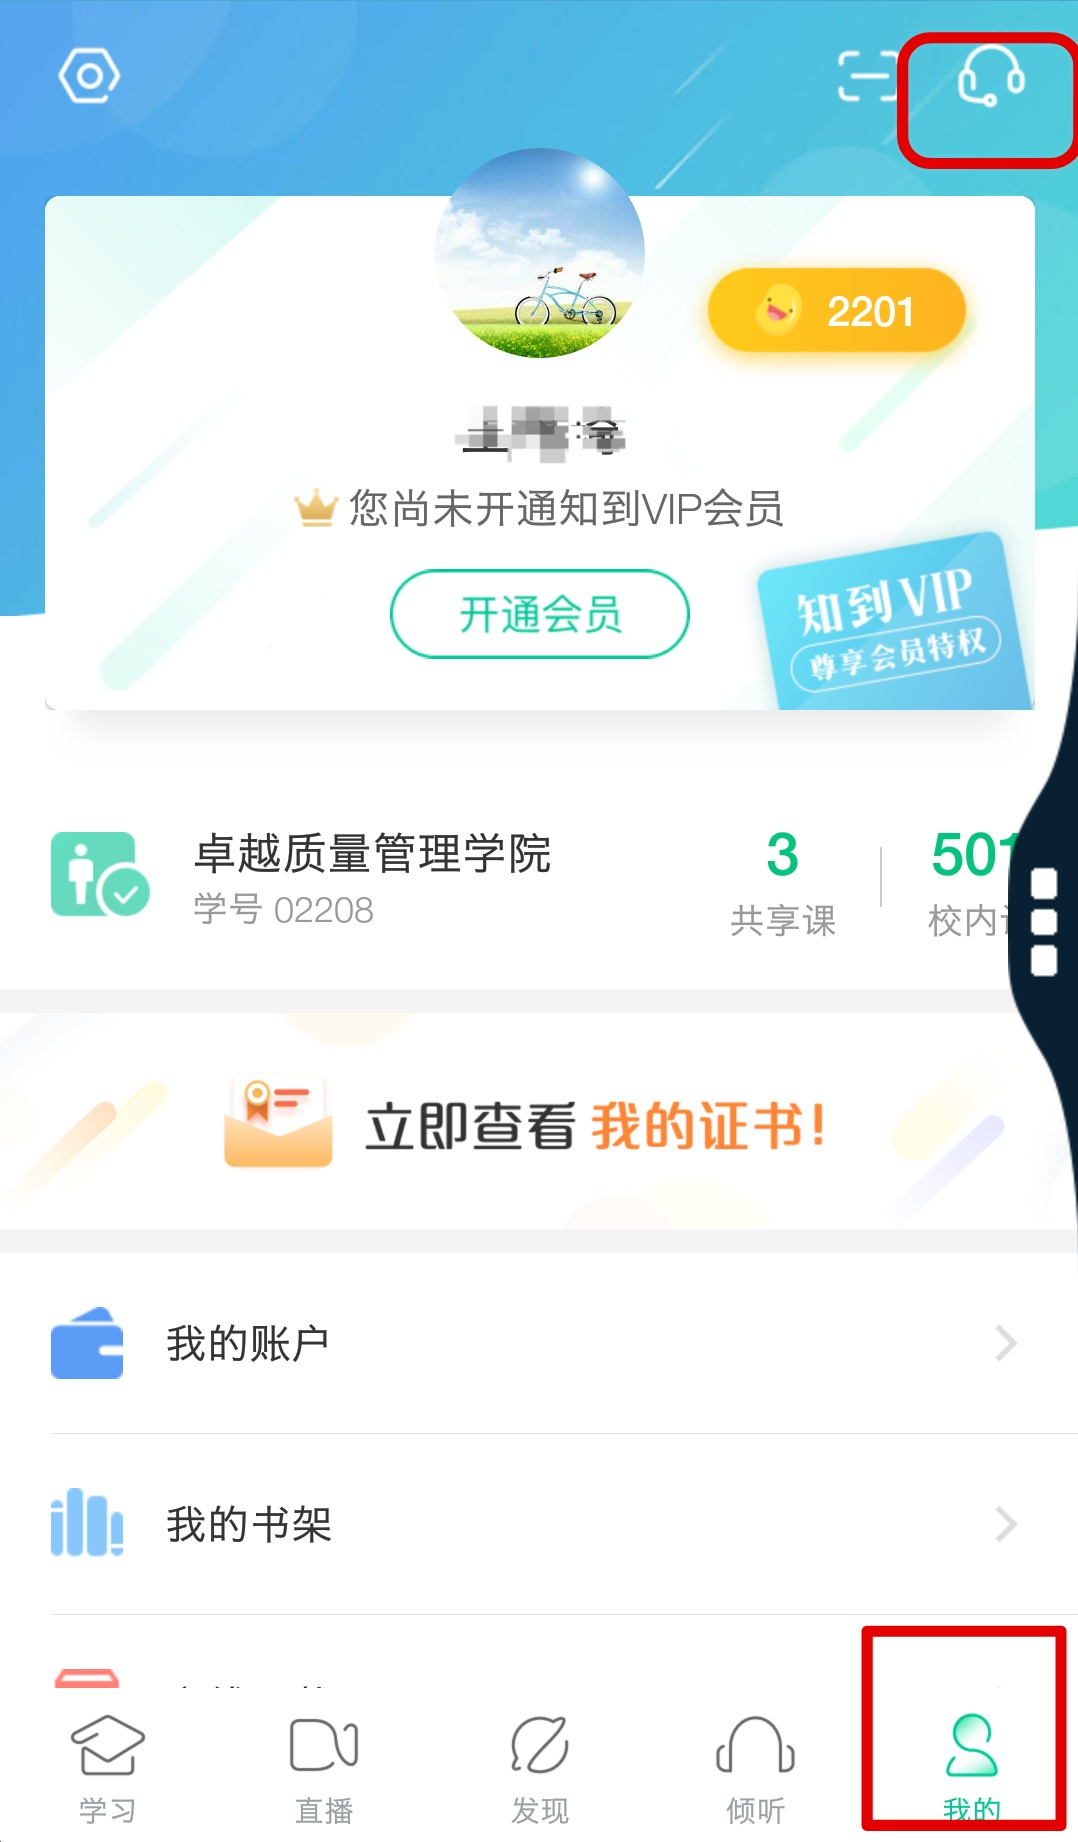 2201
您尚未开通知到VIP会员
开通会员
知到VIP
尊享会员特权
卓越质量管理学院
学号 02208
3
共享课
501
校内
立即查看 我的证书!
我的账户
我的书架
学习
直播
发现
倾听
我的